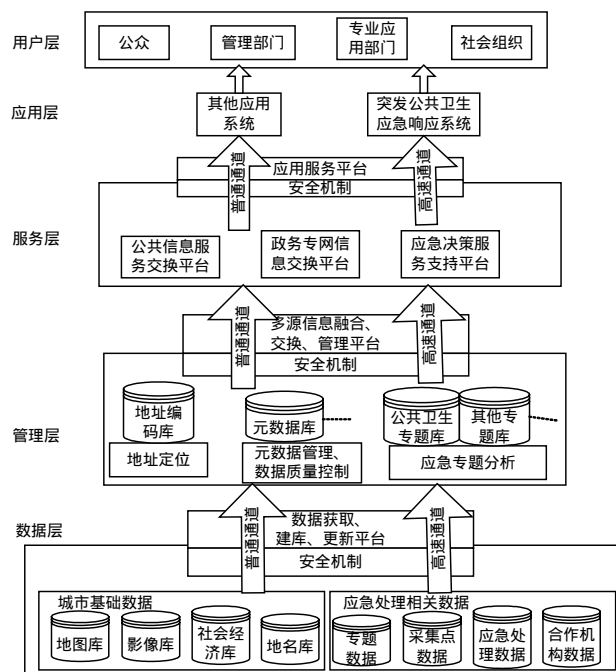 用户层
公众
管理部门
专业应
用部门
社会组织
应用层
其他应用
系统
突发公共卫生
应急响应系统
普通通道
应用服务平台
安全机制
高速通道
服务层
公共信息服
务交换平台
政务专网信
息交换平台
应急决策服
务支持平台
普通通道
多源信息融合、
交换、管理平台
安全机制
高速通道
管理层
地址编
码库
地址定位
元数据库
元数据管理、
数据质量控制
公共卫生
专题库
其他专
题库
应急专题分析
数据层
普通通道
数据获取、
建库、更新平台
安全机制
高速通道
城市基础数据
地图库
影像库
社会经
济库
地名库
应急处理相关数据
专题
数据
采集点
数据
应急处
理数据
合作机
构数据